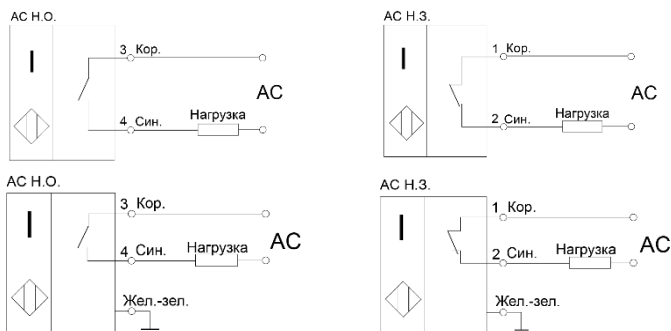 АС Н.О.
3 Кор.
АС
4 Син. Нагрузка
АС Н.З.
1 Кор.
АС
2 Син. Нагрузка
АС Н.О.
3 Кор.
АС
4 Син. Нагрузка
Жел.-зел.
АС Н.З.
1 Кор.
АС
2 Син. Нагрузка
Жел.-зел.